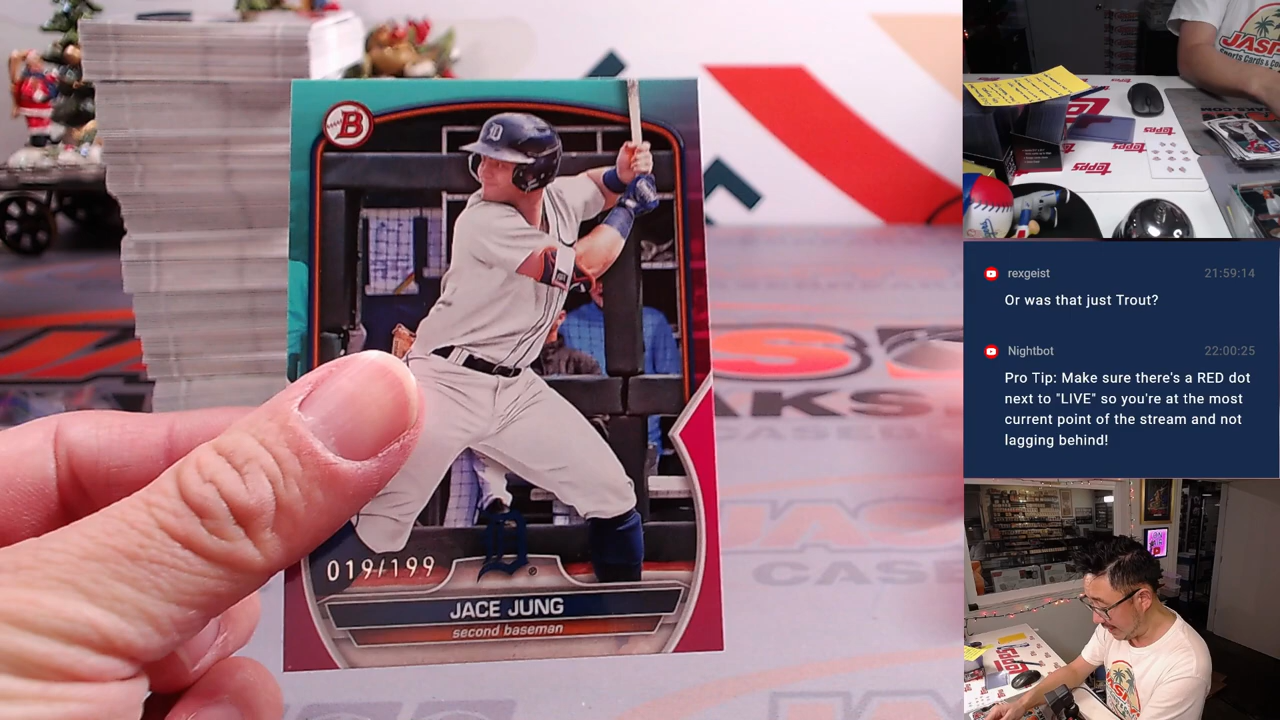 B
D
019/199
JACE JUNG
second baseman
rexgeist 21:59:14
Or was that just Trout?
Nightbot 22:00:25
Pro Tip: Make sure there's a RED dot
next to "LIVE" so you're at the most
current point of the stream and not
lagging behind!
topps
topps
topps
CASE